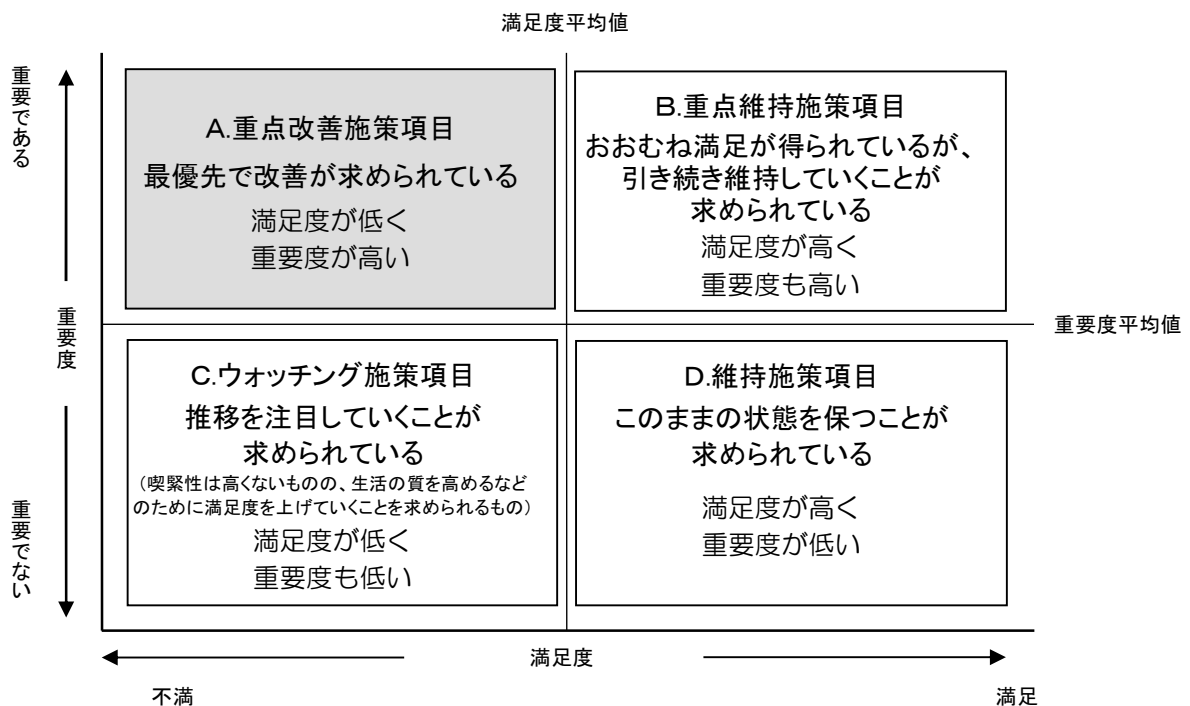 満足度平均値
重要である
重要度
重要でない
A.重点改善施策項目
最優先で改善が求められている
満足度が低く
重要度が高い
B.重点維持施策項目
おおむね満足が得られているが、
引き続き維持していくことが
求められている
満足度が高く
重要度も高い
重要度平均値
C.ウォッチング施策項目
推移を注目していくことが
求められている
(喫緊性は高くないものの、生活の質を高めるなど
のために満足度を上げていくことを求められるもの)
満足度が低く
重要度も低い
D.維持施策項目
このままの状態を保つことが
求められている
満足度が高く
重要度が低い
満足度
不満
満足